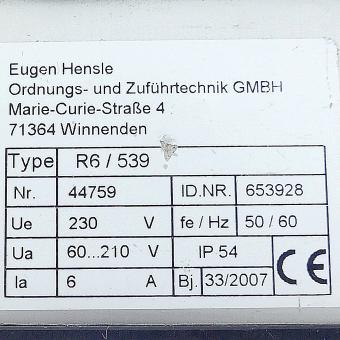 Eugen Hensle
Ordnungs- und Zuführtechnik GMBH
Marie-Curie-Straße 4
71364 Winnenden
Type R6 / 539
Nr. 44759 ID.NR. 653928
Ue 230 V fe / Hz 50 / 60
Ua 60...210 V IP 54
Ia 6 A Bj. 33/2007 CE